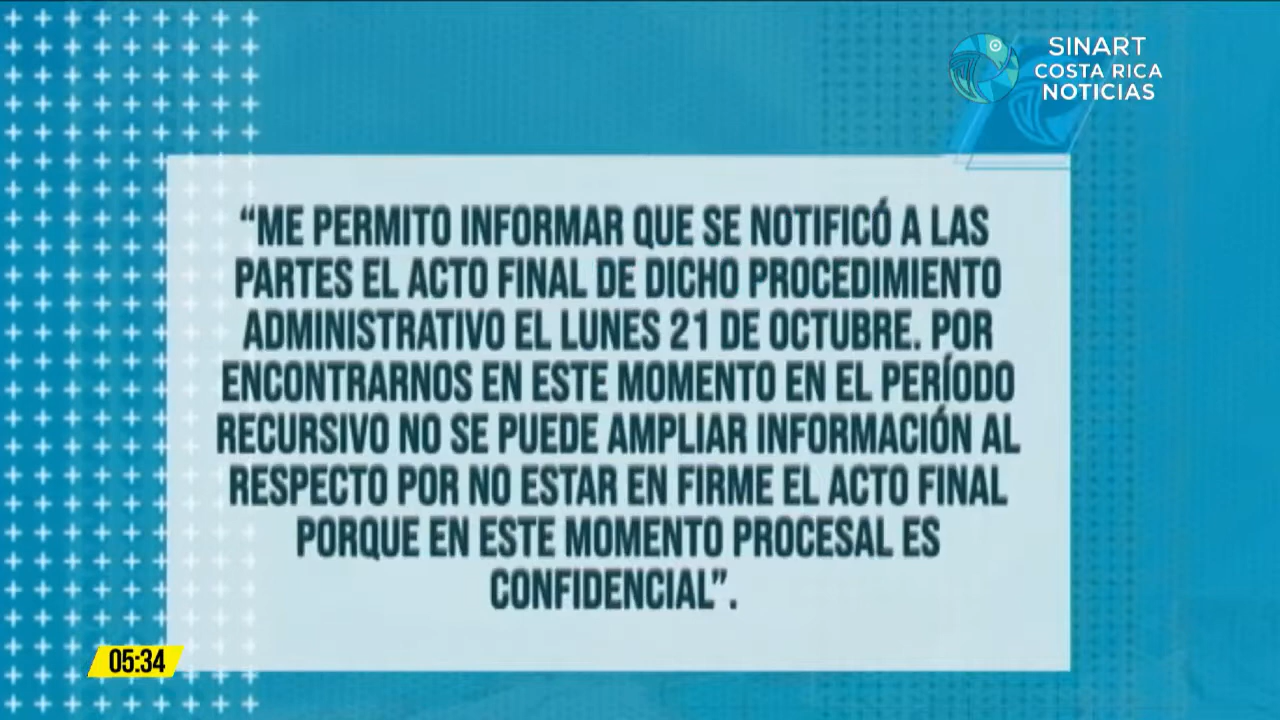 SINART
COSTA RICA
NOTICIAS
“ME PERMITO INFORMAR QUE SE NOTIFICÓ A LAS
PARTES EL ACTO FINAL DE DICHO PROCEDIMIENTO
ADMINISTRATIVO EL LUNES 21 DE OCTUBRE. POR
ENCONTRARNOS EN ESTE MOMENTO EN EL PERÍODO
RECURSIVO NO SE PUEDE AMPLIAR INFORMACIÓN AL
RESPECTO POR NO ESTAR EN FIRME EL ACTO FINAL
PORQUE EN ESTE MOMENTO PROCESAL ES
CONFIDENCIAL”.
05:34